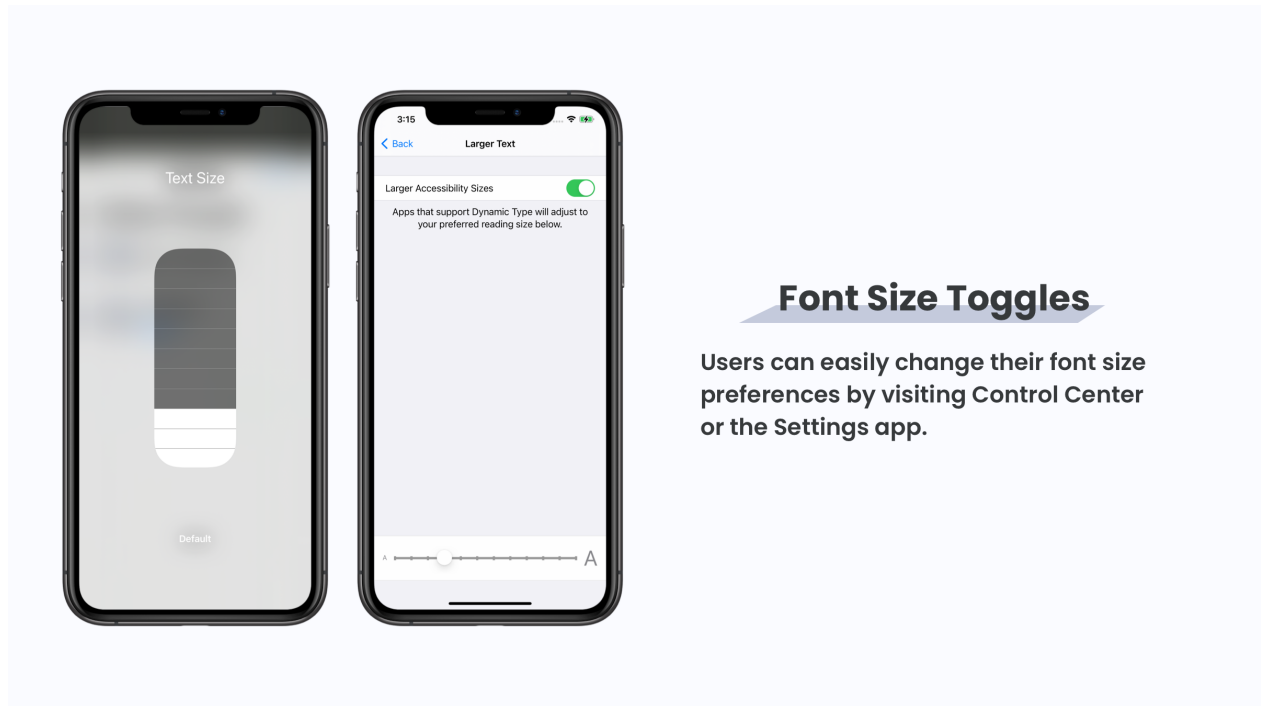 Text Size
Default
3:15
Back
Larger Text
Larger Accessibility Sizes
Apps that support Dynamic Type will adjust to
your preferred reading size below.
A
A
Font Size Toggles
Users can easily change their font size
preferences by visiting Control Center
or the Settings app.